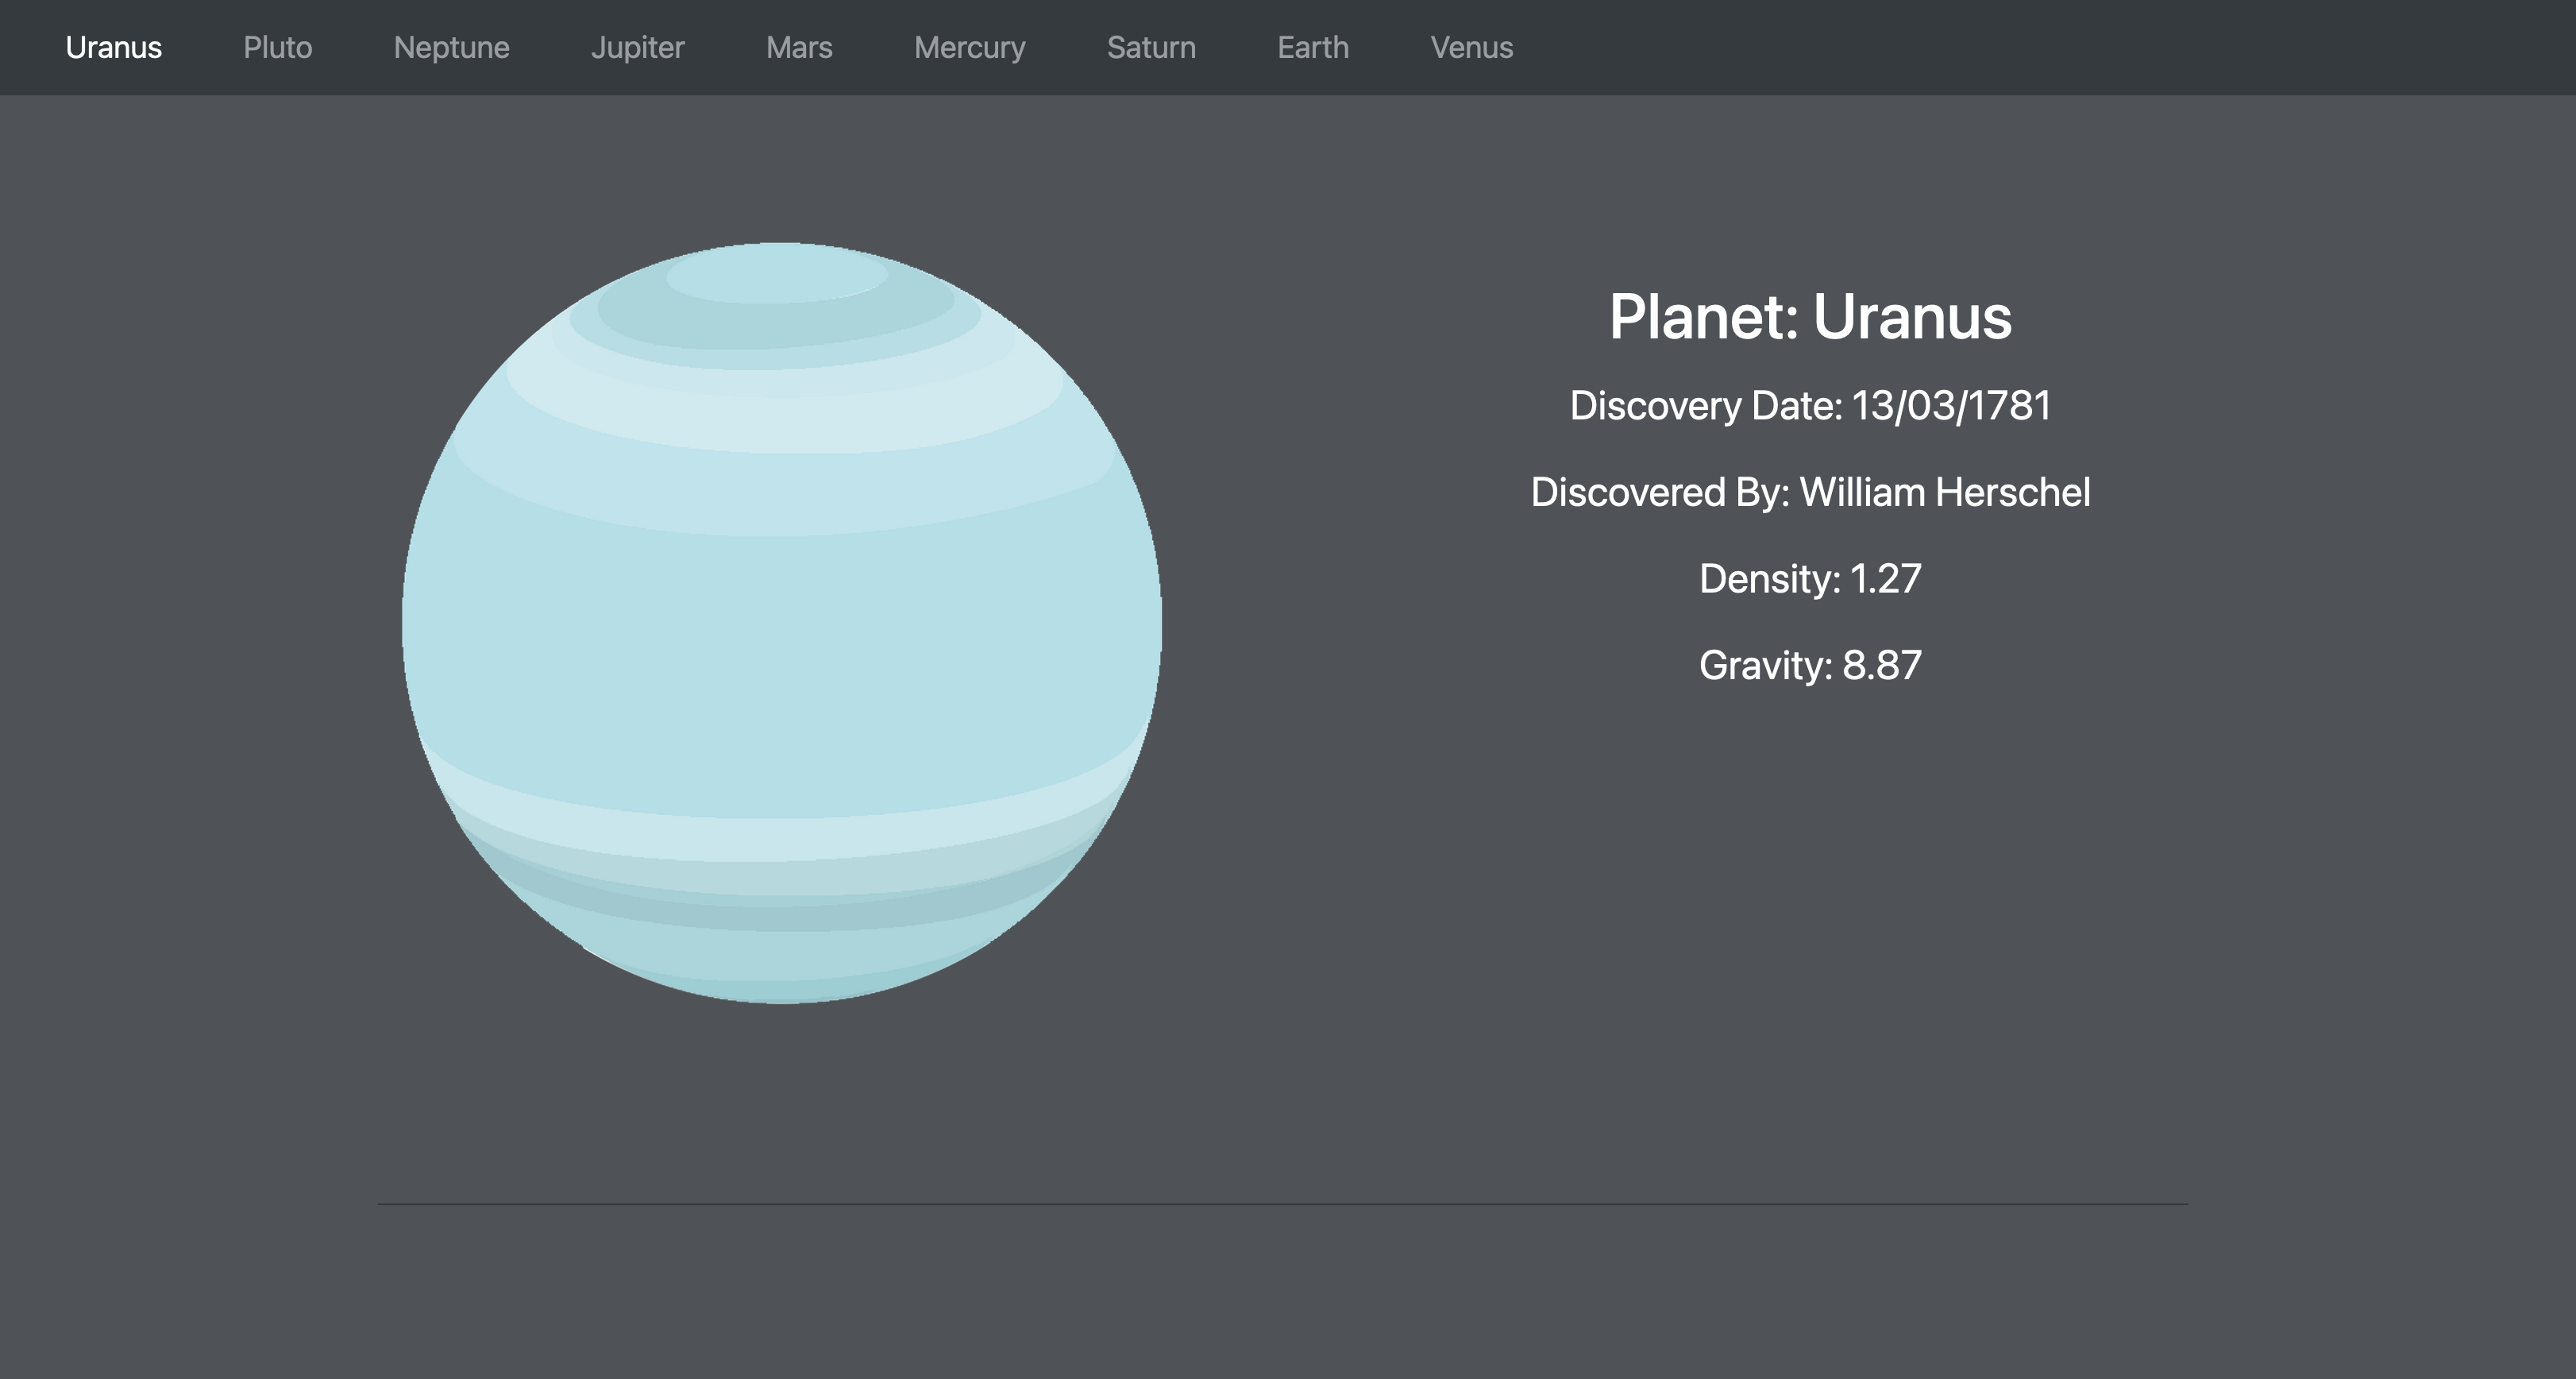 Uranus Pluto Neptune Jupiter Mars Mercury Saturn Earth Venus
Planet: Uranus
Discovery Date: 13/03/1781
Discovered By: William Herschel
Density: 1.27
Gravity: 8.87